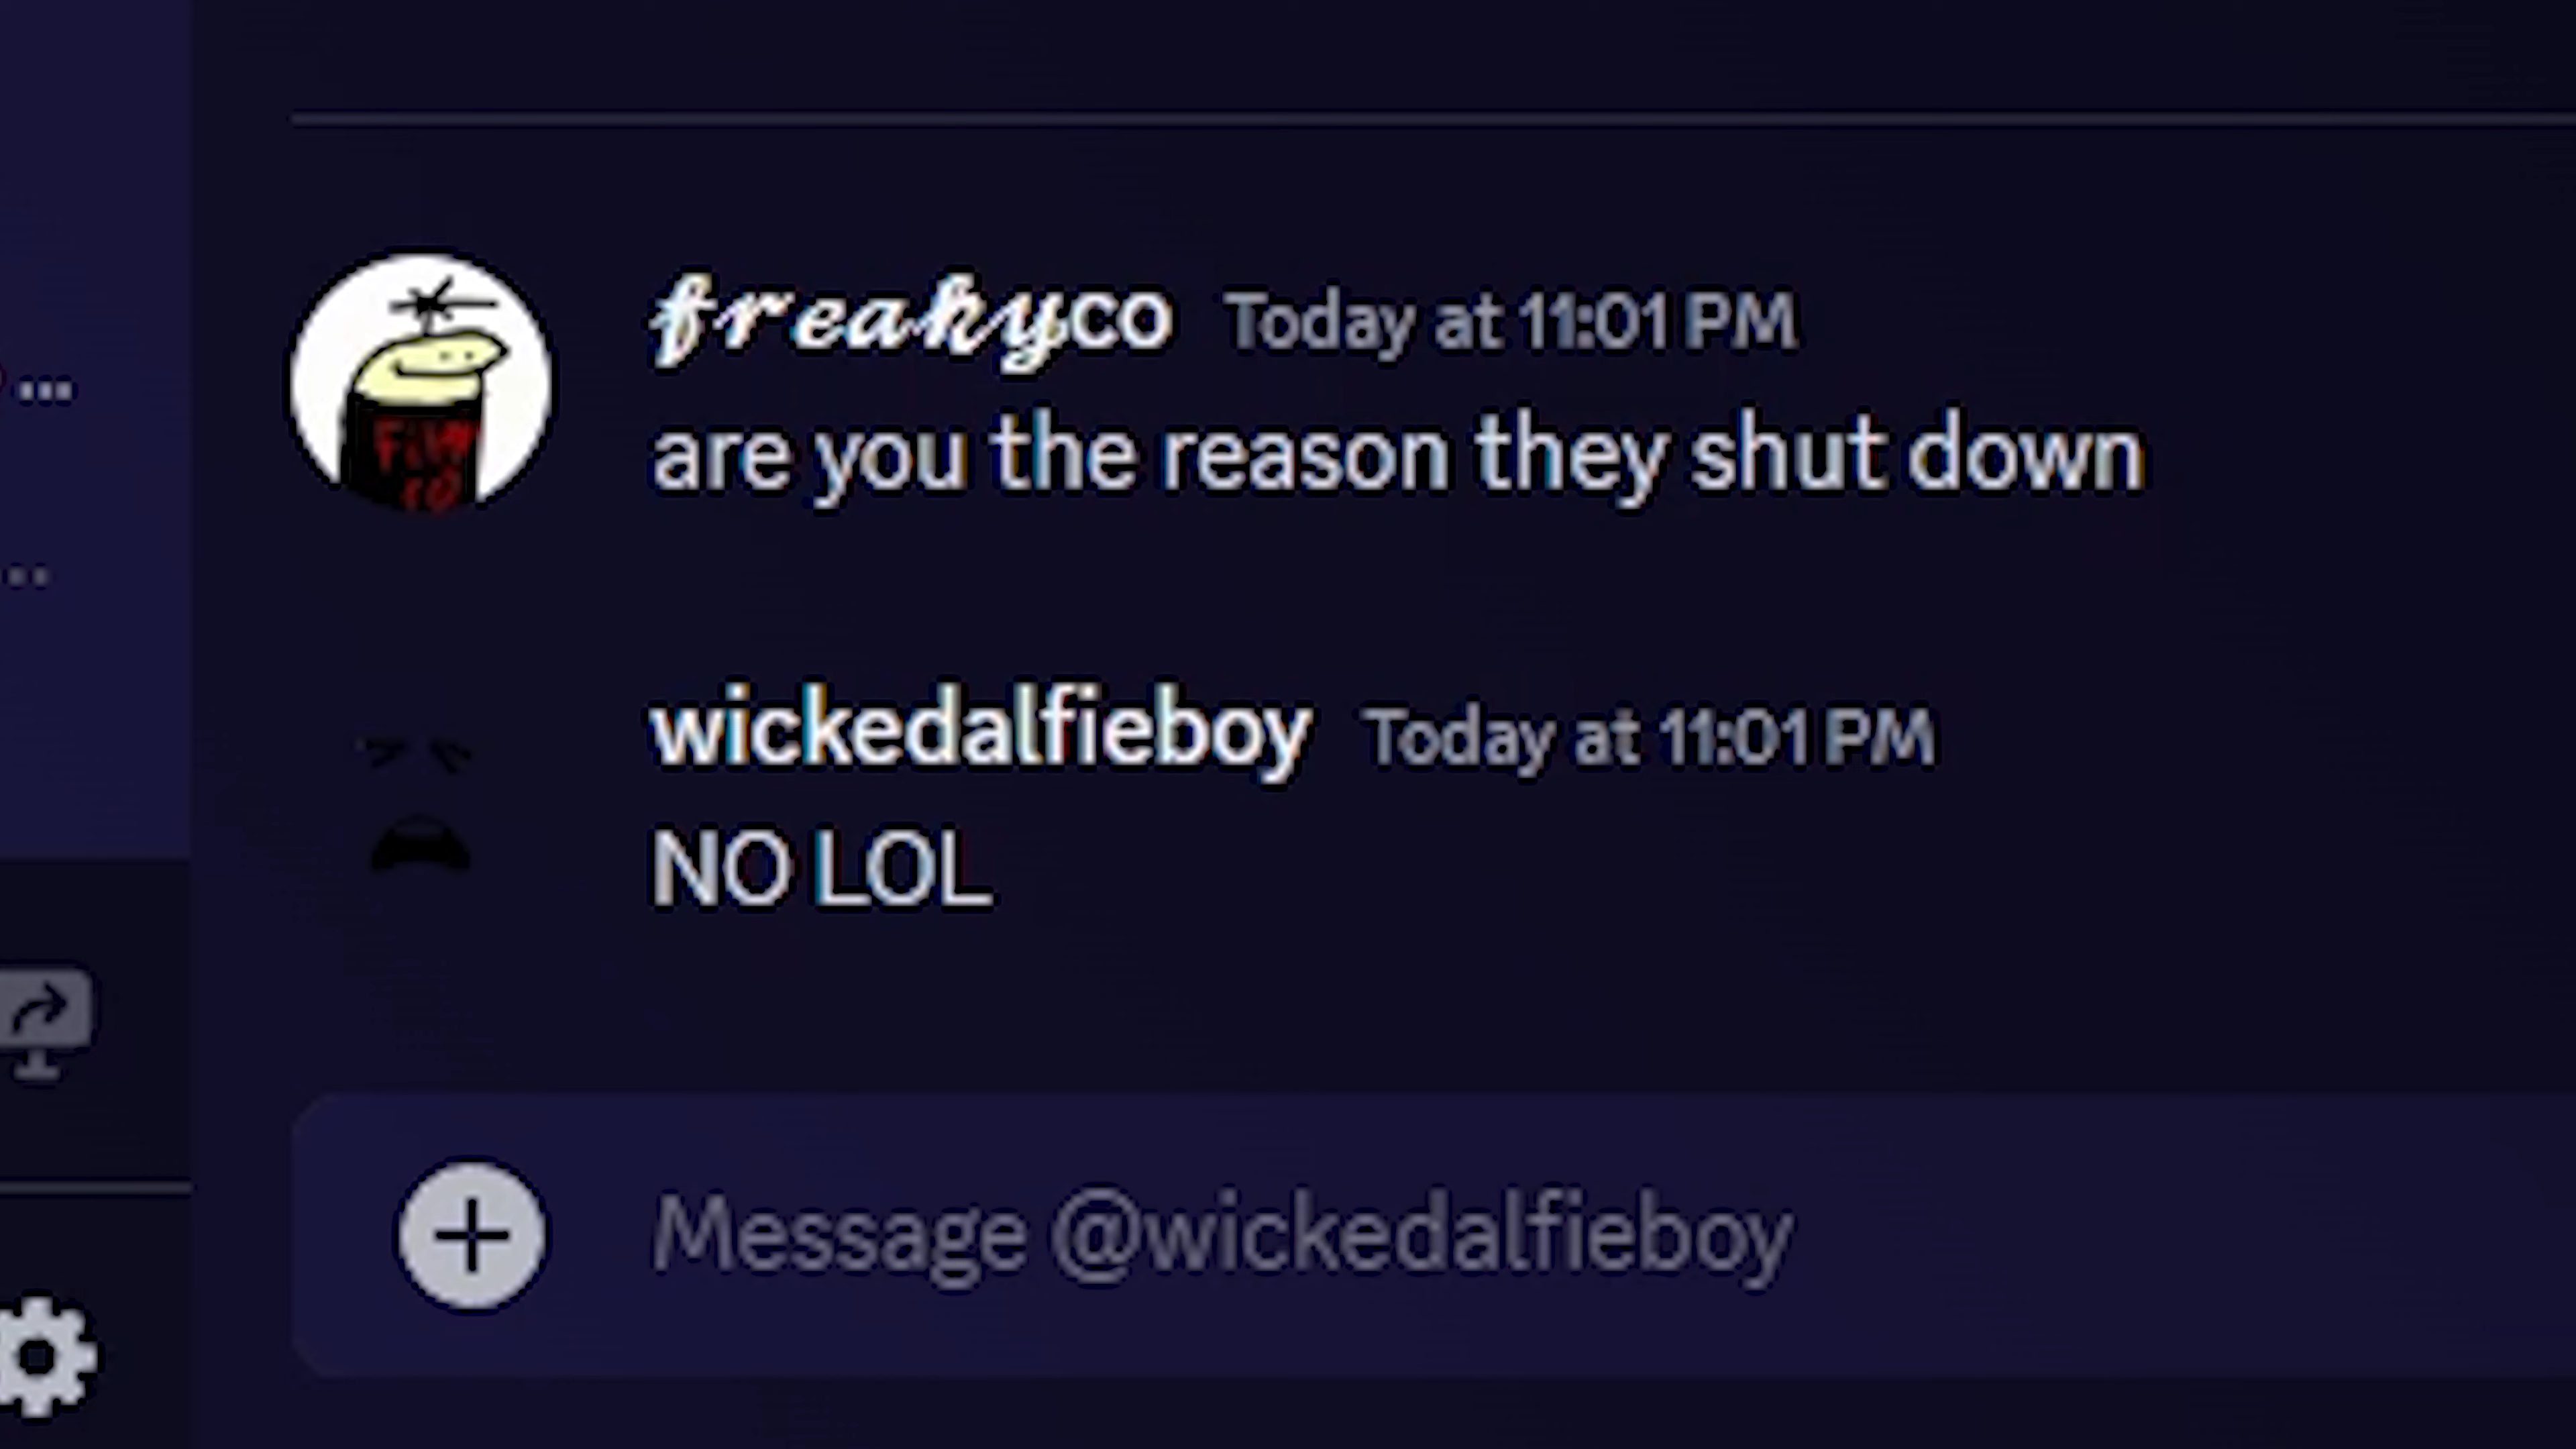 𝓯𝓻𝓮𝓪𝓴𝔂co Today at 11:01 PM
are you the reason they shut down
wickedalfieboy Today at 11:01 PM
NO LOL
Message @wickedalfieboy